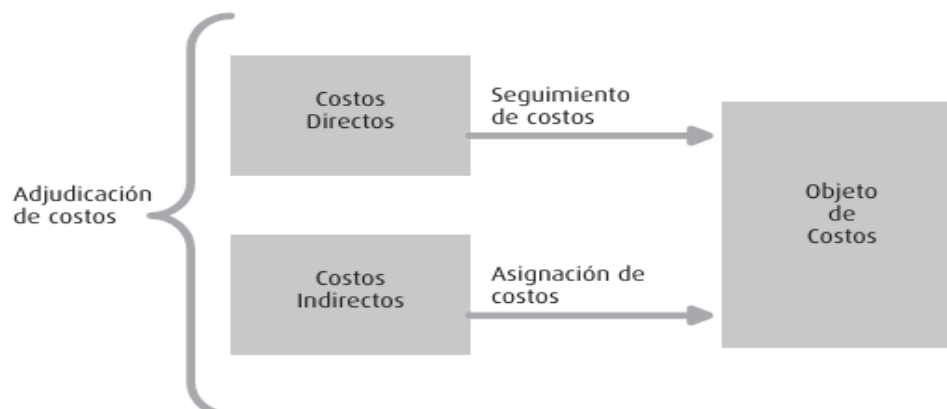 Adjudicación
de costos
Costos
Directos
Seguimiento
de costos
Costos
Indirectos
Asignación de
costos
Objeto
de
Costos